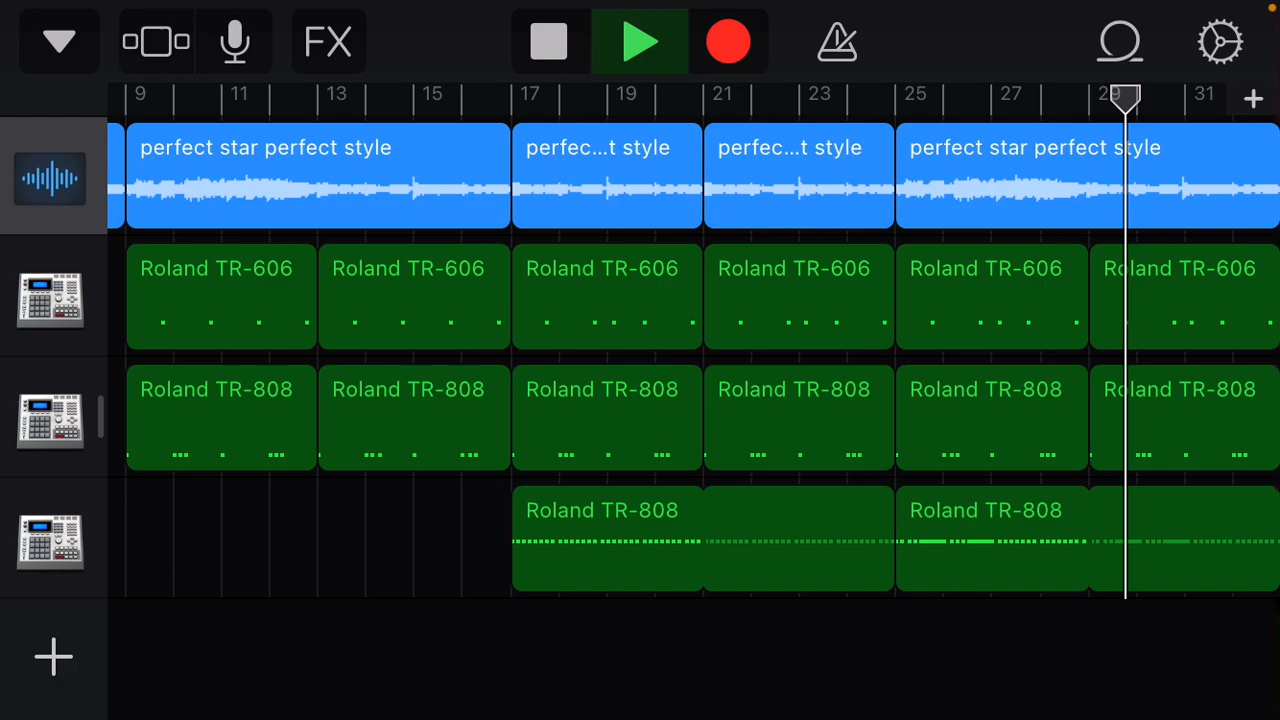 FX
9 11 13 15 17 19 21 23 25 27 29 31
perfect star perfect style perfec...t style perfec...t style perfect star perfect style
Roland TR-606 Roland TR-606 Roland TR-606 Roland TR-606 Roland TR-606 Roland TR-606
Roland TR-808 Roland TR-808 Roland TR-808 Roland TR-808 Roland TR-808 Roland TR-808
Roland TR-808 Roland TR-808